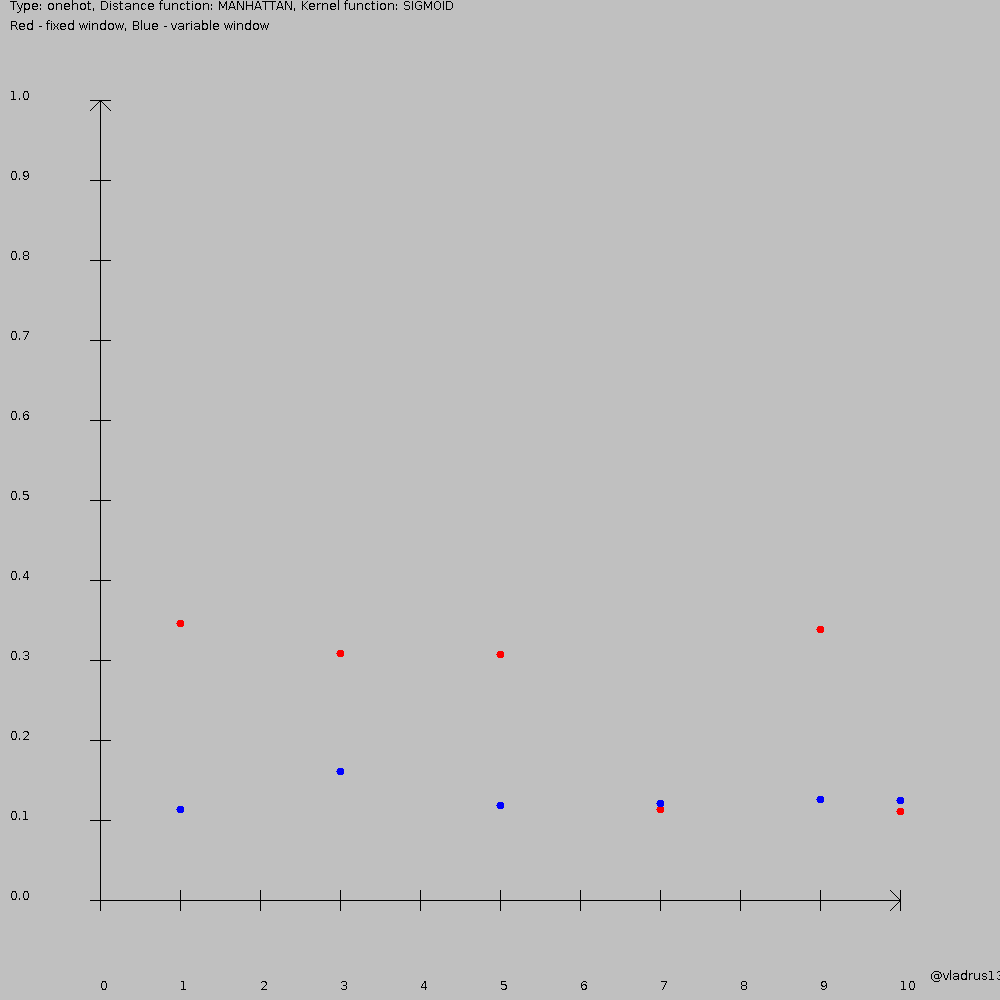 Type: onehot, Distance function: MANHATTAN, Kernel function: SIGMOID
Red - fixed window, Blue - variable window
1.0
0.9
0.8
0.7
0.6
0.5
0.4
0.3
0.2
0.1
0.0
0 1 2 3 4 5 6 7 8 9 10
@vladrus13